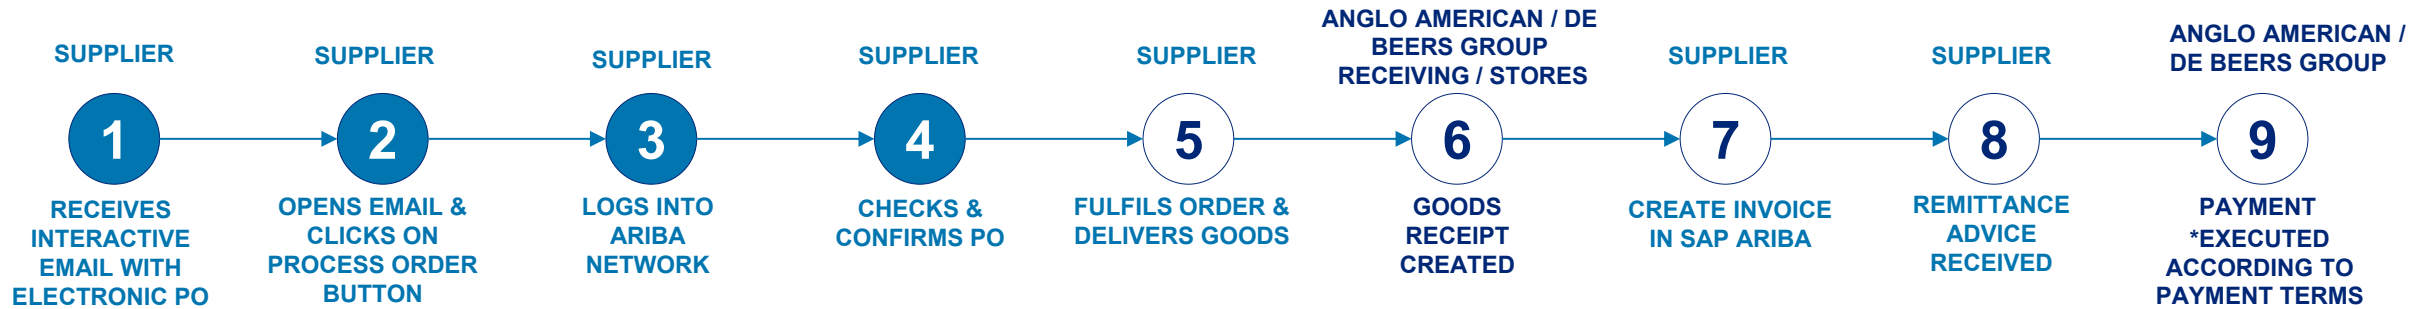 SUPPLIER
1
RECEIVES
INTERACTIVE
EMAIL WITH
ELECTRONIC PO
SUPPLIER
2
OPENS EMAIL &
CLICKS ON
PROCESS ORDER
BUTTON
SUPPLIER
3
LOGS INTO
ARIBA
NETWORK
SUPPLIER
4
CHECKS &
CONFIRMS PO
SUPPLIER
5
FULFILS ORDER &
DELIVERS GOODS
ANGLO AMERICAN / DE
BEERS GROUP
RECEIVING / STORES
6
GOODS
RECEIPT
CREATED
SUPPLIER
7
CREATE INVOICE
IN SAP ARIBA
SUPPLIER
8
REMITTANCE
ADVICE
RECEIVED
ANGLO AMERICAN /
DE BEERS GROUP
9
PAYMENT
*EXECUTED
ACCORDING TO
PAYMENT TERMS